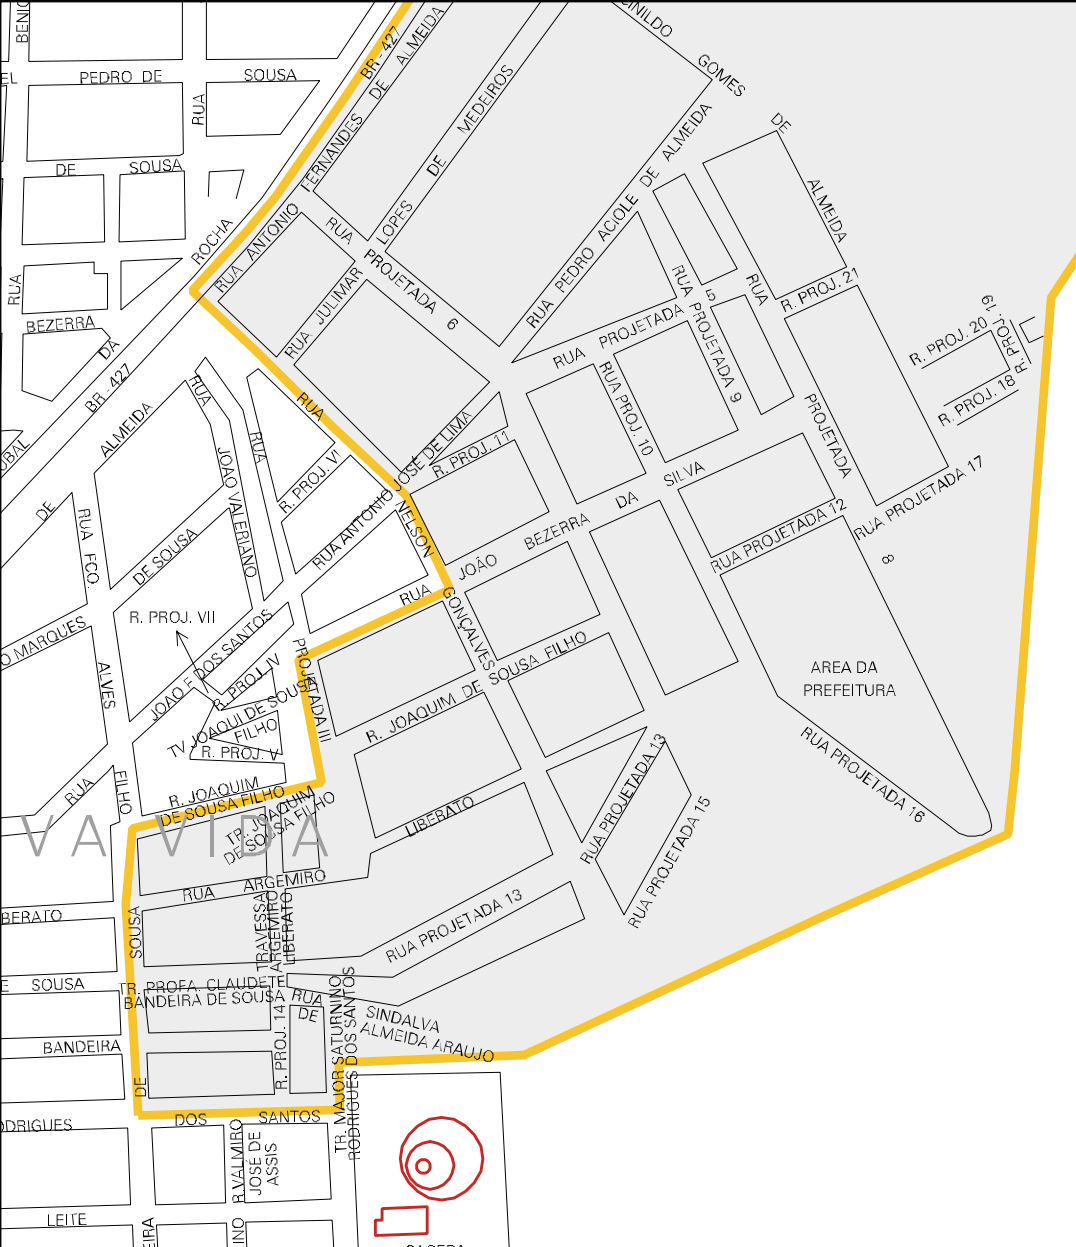 BENIC
PEDRO DE SOUSA
EL
RUA
DE SOUSA
ROCHA
BR - 427
RUA ANTONIO FERNANDES DE ALMEIDA
LOPES DE MEDEIROS
RUA JULIMAR
RUA PROJETADA 6
CINILDO GOMES DE ALMEIDA
RUA PEDRO ACIOLE DE ALMEIDA
RUA PROJETADA 5
RUA PROJETADA 9
RUA PROJETADA 8
R. PROJ. 21
R. PROJ. 20
R. PROJ. 19
R. PROJ. 18
RUA PROJETADA 17
RUA
BEZERRA
DA
BR - 427
UBAL
DE
ALMEIDA
RUA JOAO VALERIANO
RUA
R. PROJ. VI
RUA ANTONIO JOSÉ DE LIMA
R. PROJ. 11
RUA PROJ. 10
RUA NELSON GONÇALVES
RUA JOÃO BEZERRA DA SILVA
RUA PROJETADA 12
RUA FCO. ALVES FILHO
DE SOUSA
R. PROJ. VII
O MARQUES
JOAO F DOS SANTOS
R. PROJ. IV
PROJETADA III
TV JOAQUI DE SOUSA
FILHO
R. PROJ. V
R. JOAQUIM DE SOUSA FILHO
AREA DA
PREFEITURA
RUA PROJETADA 16
RUA
R. JOAQUIM
DE SOUSA FILHO
TR. JOAQUIM
DE SOUSA FILHO
LIBERATO
RUA PROJETADA 13
RUA PROJETADA 15
VA VIDA
RUA ARGEMIRO
BERATO
SOUSA
TRAVESSA
ARGEMIRO
LIBERATO
RUA PROJETADA 13
E SOUSA
TR. PROFA. CLAUDETE
BANDEIRA DE SOUSA
RUA SINDALVA
DE ALMEIDA ARAUJO
BANDEIRA
DE
R. PROJ. 14
TR. MAJOR SATURNINO
RODRIGUES DOS SANTOS
ODRIGUES
DOS SANTOS
R.VALMIRO
JOSÉ DE
ASSIS
LEITE
EIRA
INO